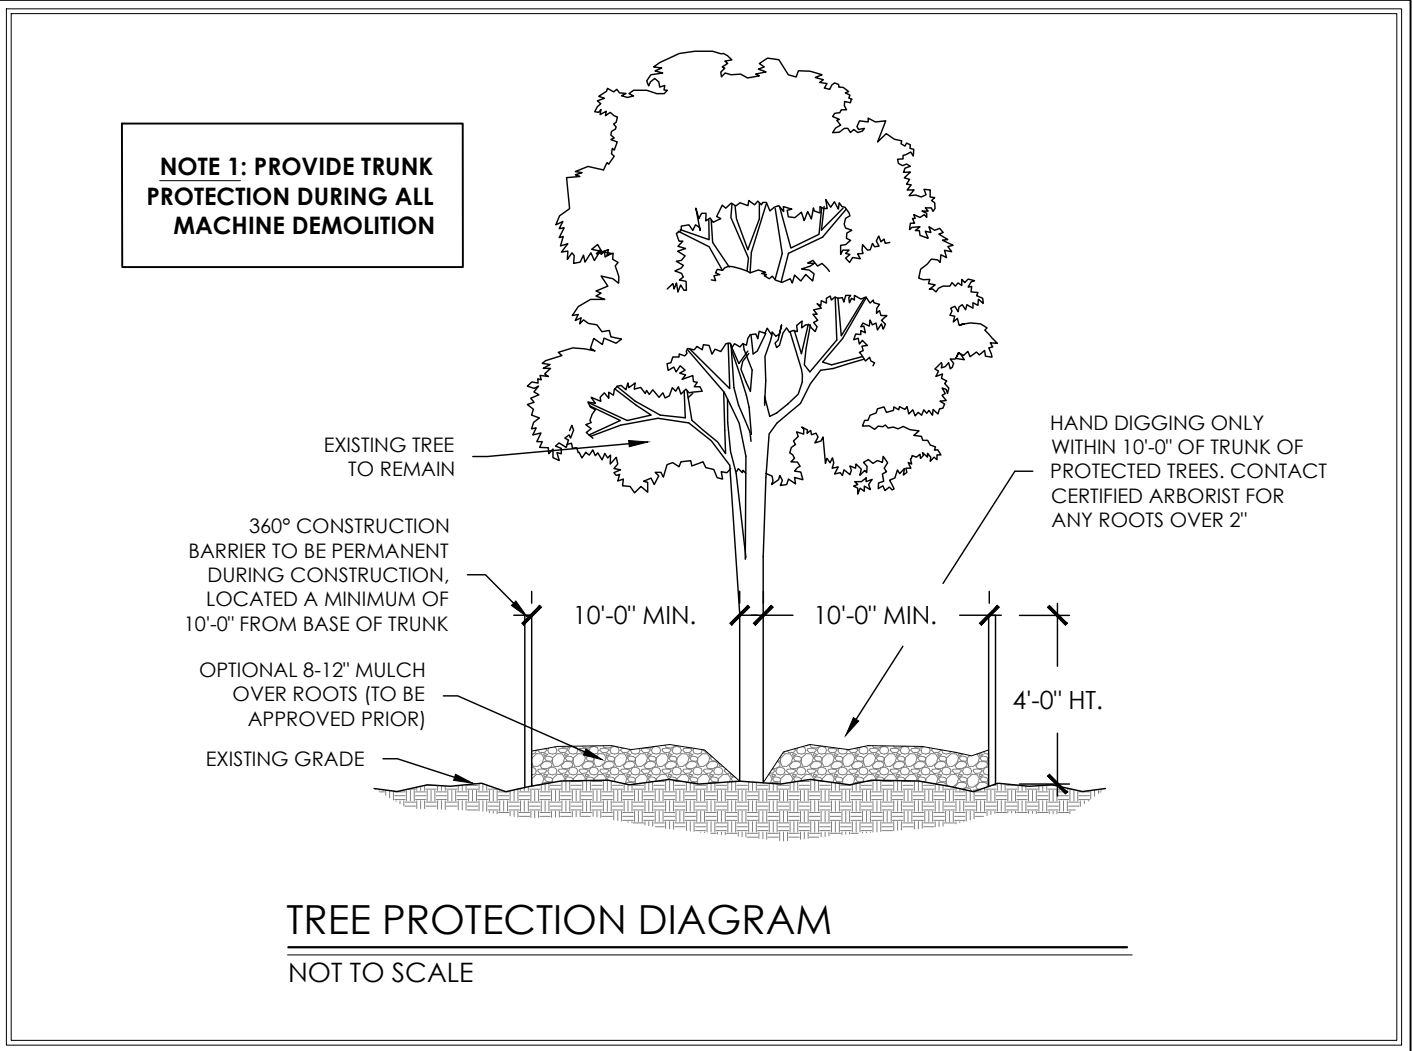 NOTE 1: PROVIDE TRUNK
PROTECTION DURING ALL
MACHINE DEMOLITION
EXISTING TREE
TO REMAIN
HAND DIGGING ONLY
WITHIN 10'-0" OF TRUNK OF
PROTECTED TREES. CONTACT
CERTIFIED ARBORIST FOR
ANY ROOTS OVER 2"
360° CONSTRUCTION
BARRIER TO BE PERMANENT
DURING CONSTRUCTION,
LOCATED A MINIMUM OF
10'-0" FROM BASE OF TRUNK
10'-0" MIN.
10'-0" MIN.
OPTIONAL 8-12" MULCH
OVER ROOTS (TO BE
APPROVED PRIOR)
4'-0" HT.
EXISTING GRADE
TREE PROTECTION DIAGRAM
NOT TO SCALE